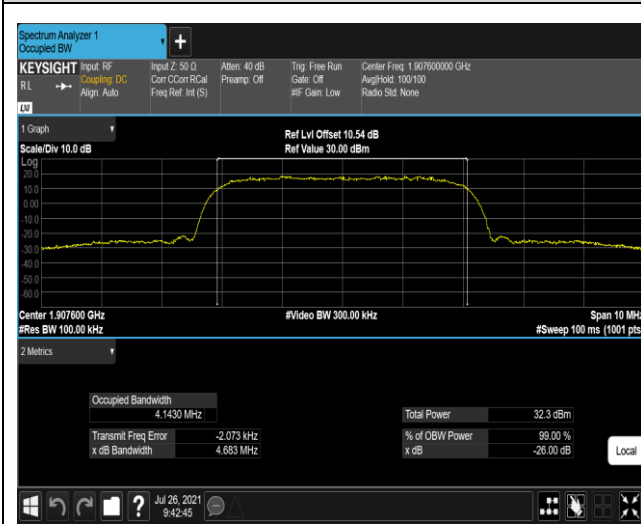 Spectrum Analyzer 1
Occupied BW
KEYSIGHT
RL
LXI
Input: RF
Coupling: DC
Align: Auto
Input Z: 50 Ω
Corr CCorr RCal
Freq Ref: Int (S)
Atten: 40 dB
Preamp: Off
Trig: Free Run
Gate: Off
#IF Gain: Low
Center Freq: 1.907600000 GHz
Avg|Hold: 100/100
Radio Std: None
1 Graph
Scale/Div 10.0 dB
Ref Lvl Offset 10.54 dB
Ref Value 30.00 dBm
Log
20.0
10.0
0.00
-10.0
-20.0
-30.0
-40.0
-50.0
-60.0
Center 1.907600 GHz
#Video BW 300.00 kHz
Span 10 MHz
#Res BW 100.00 kHz
#Sweep 100 ms (1001 pts
2 Metrics
Occupied Bandwidth
4.1430 MHz
Total Power 32.3 dBm
Transmit Freq Error -2.073 kHz
% of OBW Power 99.00 %
x dB Bandwidth 4.683 MHz
x dB -26.00 dB
Local
?
Jul 26, 2021
9:42:45